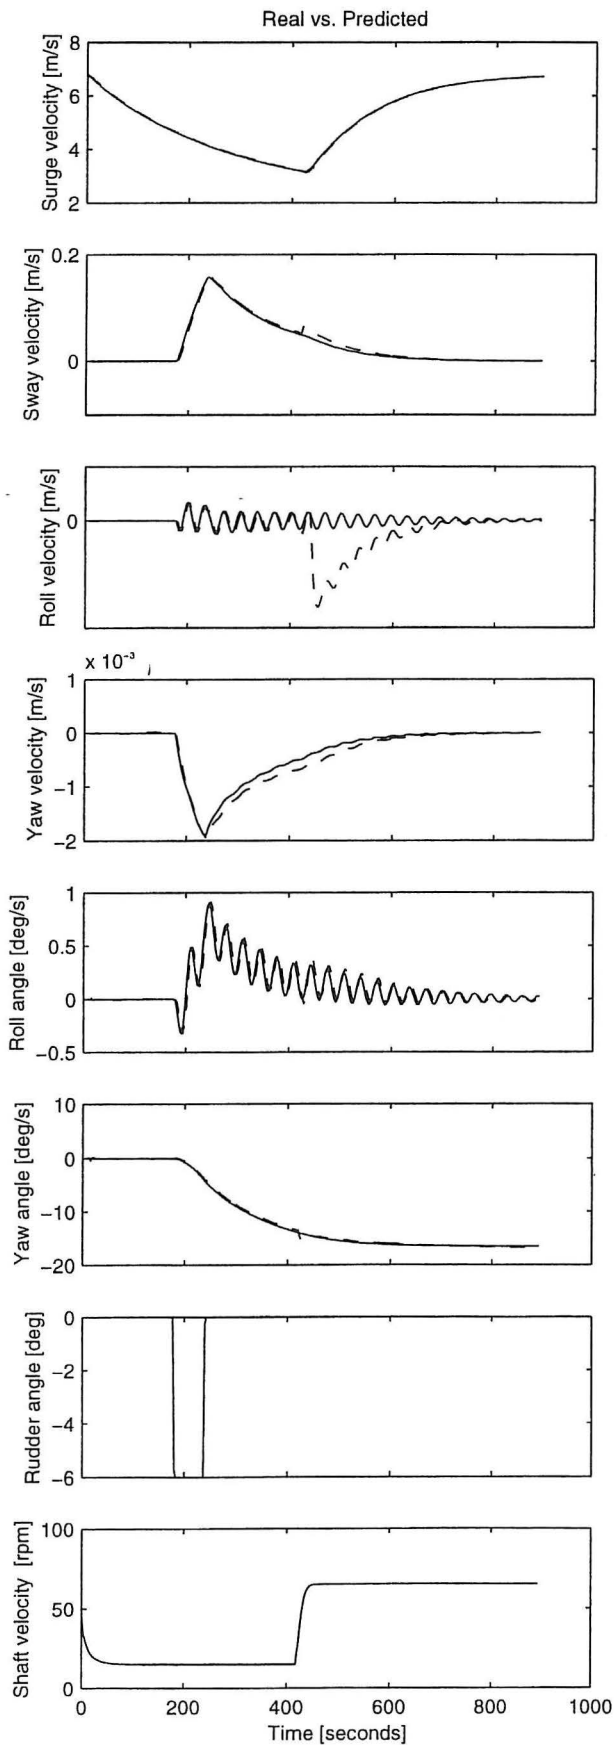 Real vs. Predicted
Surge velocity [m/s]
8
6
4
2
Sway velocity [m/s]
0.2
0
Roll velocity [m/s]
0
x 10⁻³
Yaw velocity [m/s]
1
0
−1
−2
Roll angle [deg/s]
1
0.5
0
−0.5
Yaw angle [deg/s]
10
0
−10
−20
Rudder angle [deg]
0
−2
−4
−6
Shaft velocity [rpm]
100
50
0
0 200 400 600 800 1000
Time [seconds]